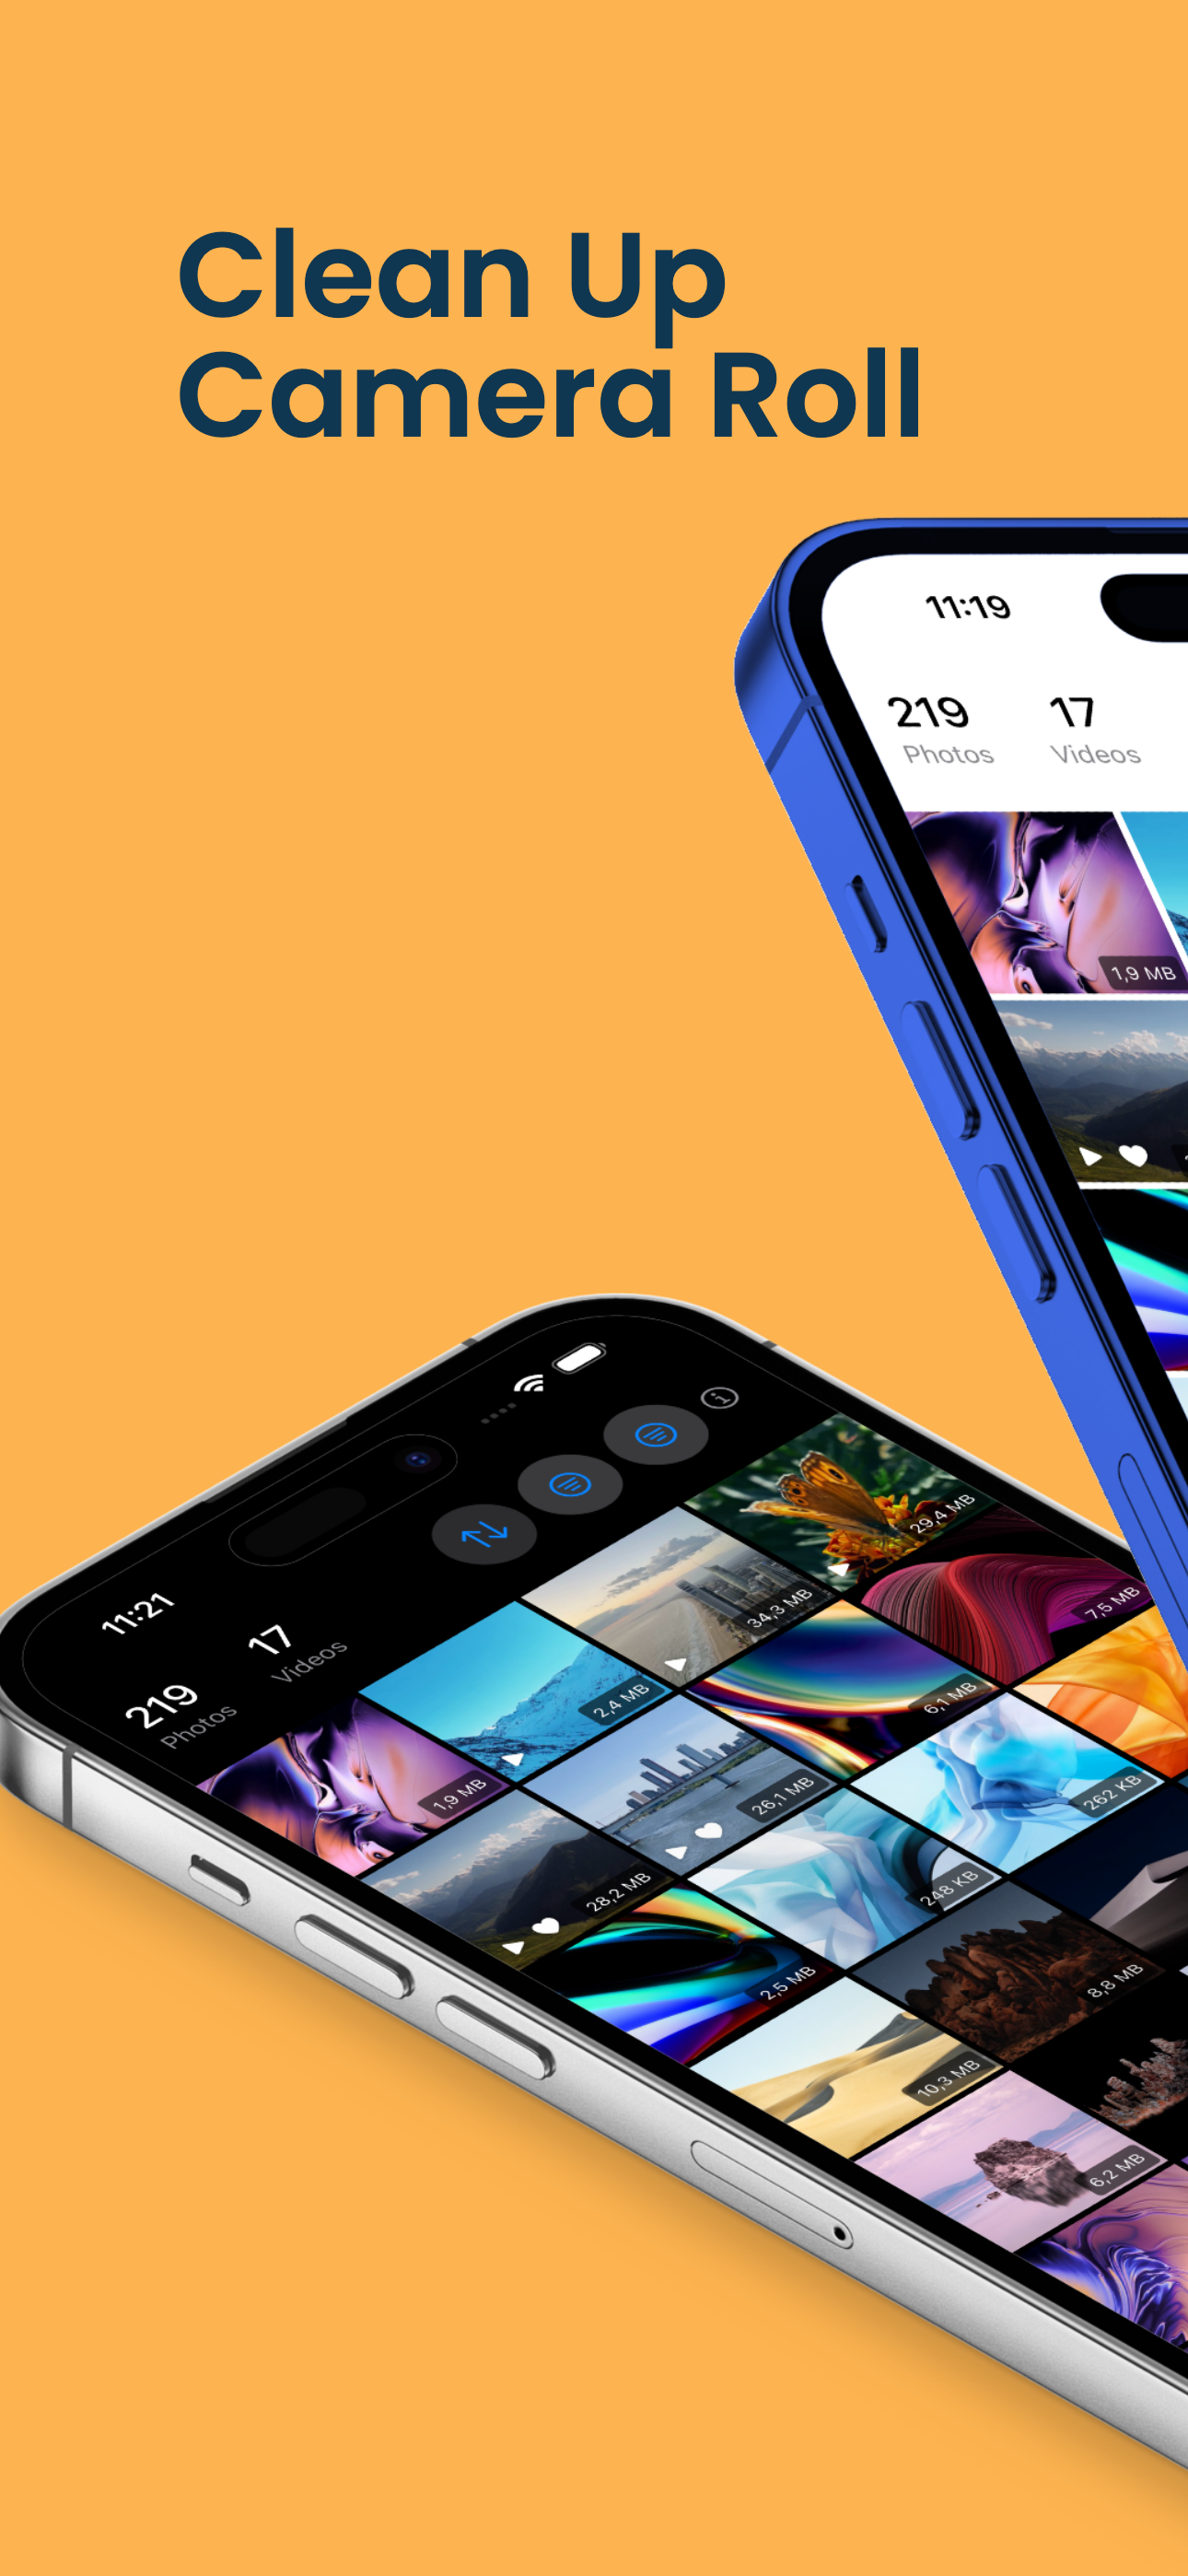 Clean Up
Camera Roll
11:19
219
17
Photos
Videos
1,9 MB
11:21
219
17
Photos
Videos
29,4 MB
34,3 MB
7,5 MB
2,4 MB
6,1 MB
1,9 MB
26,1 MB
262 KB
28,2 MB
248 KB
2,5 MB
8,8 MB
10,3 MB
6,2 MB